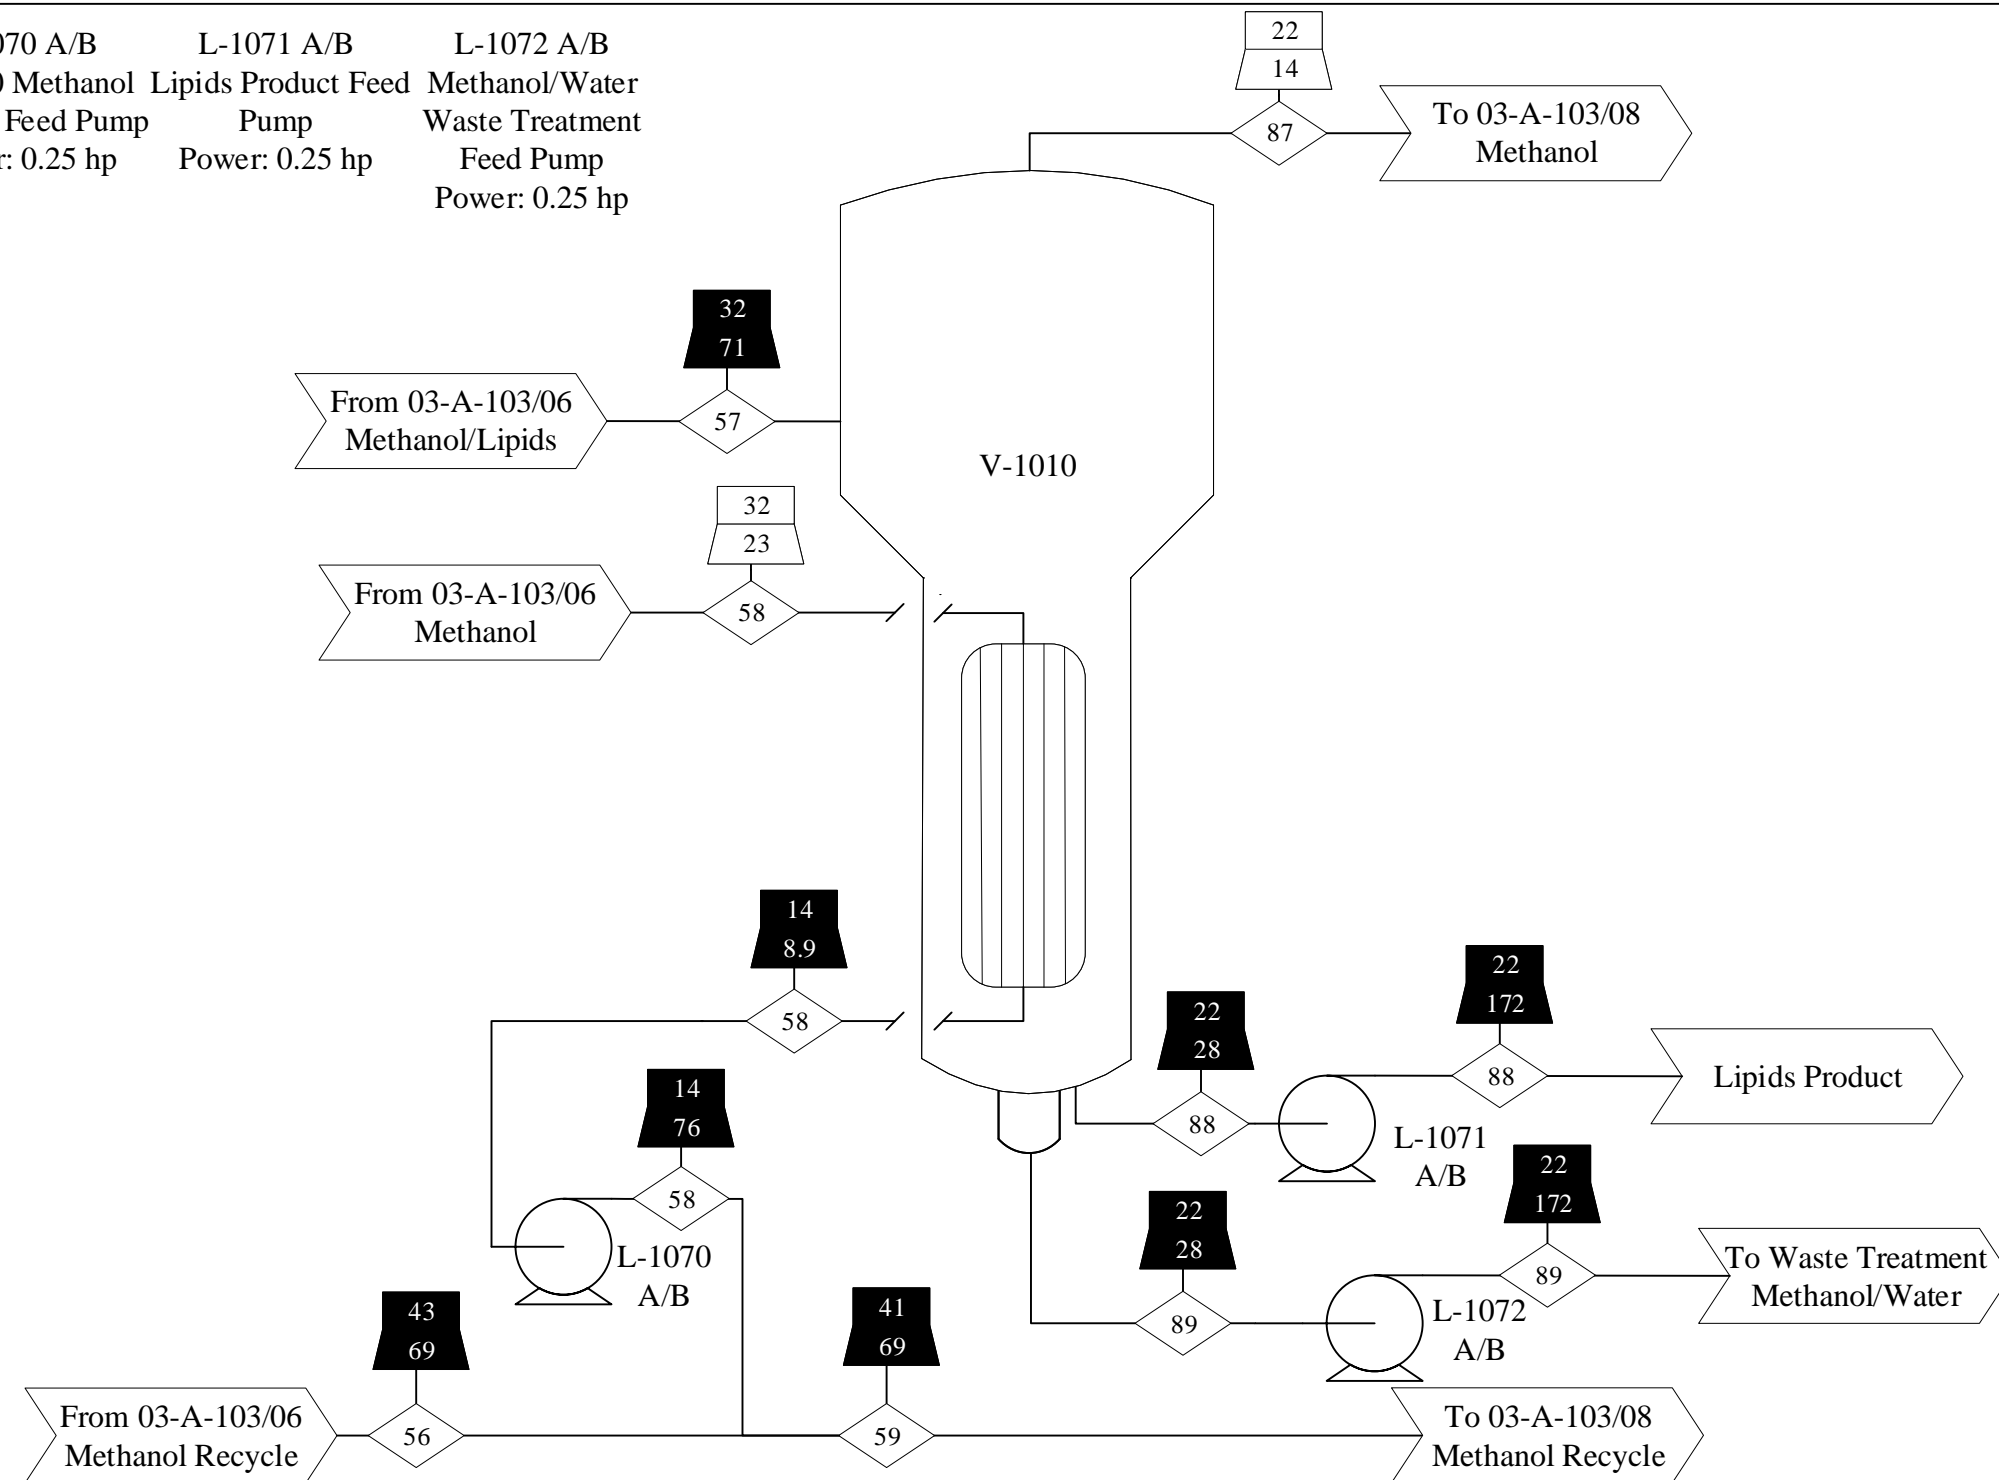 070 A/B
Methanol
Feed Pump
r: 0.25 hp
L-1071 A/B
Lipids Product Feed
Pump
Power: 0.25 hp
L-1072 A/B
Methanol/Water
Waste Treatment
Feed Pump
Power: 0.25 hp
22
14
87
To 03-A-103/08
Methanol
32
71
From 03-A-103/06
Methanol/Lipids
57
V-1010
32
23
From 03-A-103/06
Methanol
58
14
8.9
58
22
172
88
Lipids Product
22
28
88
L-1071
A/B
14
76
58
L-1070
A/B
22
172
89
To Waste Treatment
Methanol/Water
22
28
89
L-1072
A/B
43
69
From 03-A-103/06
Methanol Recycle
56
41
69
59
To 03-A-103/08
Methanol Recycle